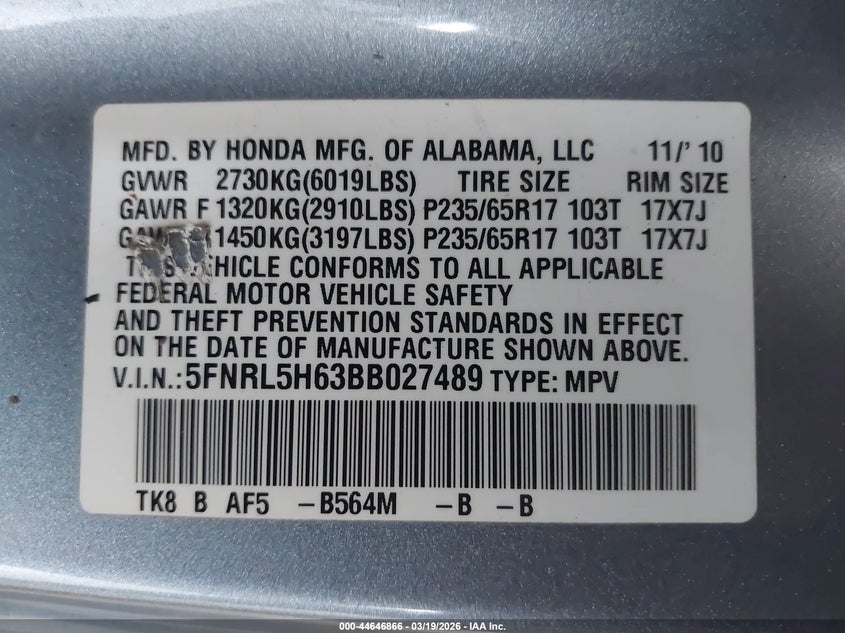 MFD. BY HONDA MFG. OF ALABAMA, LLC 11/' 10
GVWR 2730KG(6019LBS) TIRE SIZE RIM SIZE
GAWR F 1320KG(2910LBS) P235/65R17 103T 17X7J
1450KG(3197LBS) P235/65R17 103T 17X7J
VEHICLE CONFORMS TO ALL APPLICABLE
FEDERAL MOTOR VEHICLE SAFETY
AND THEFT PREVENTION STANDARDS IN EFFECT
ON THE DATE OF MANUFACTURE SHOWN ABOVE.
V.I.N.:5FNRL5H63BB027489 TYPE: MPV
TK8 B AF5 -B564M -B -B
000-44646866 - 03/19/2026 - IAA Inc.